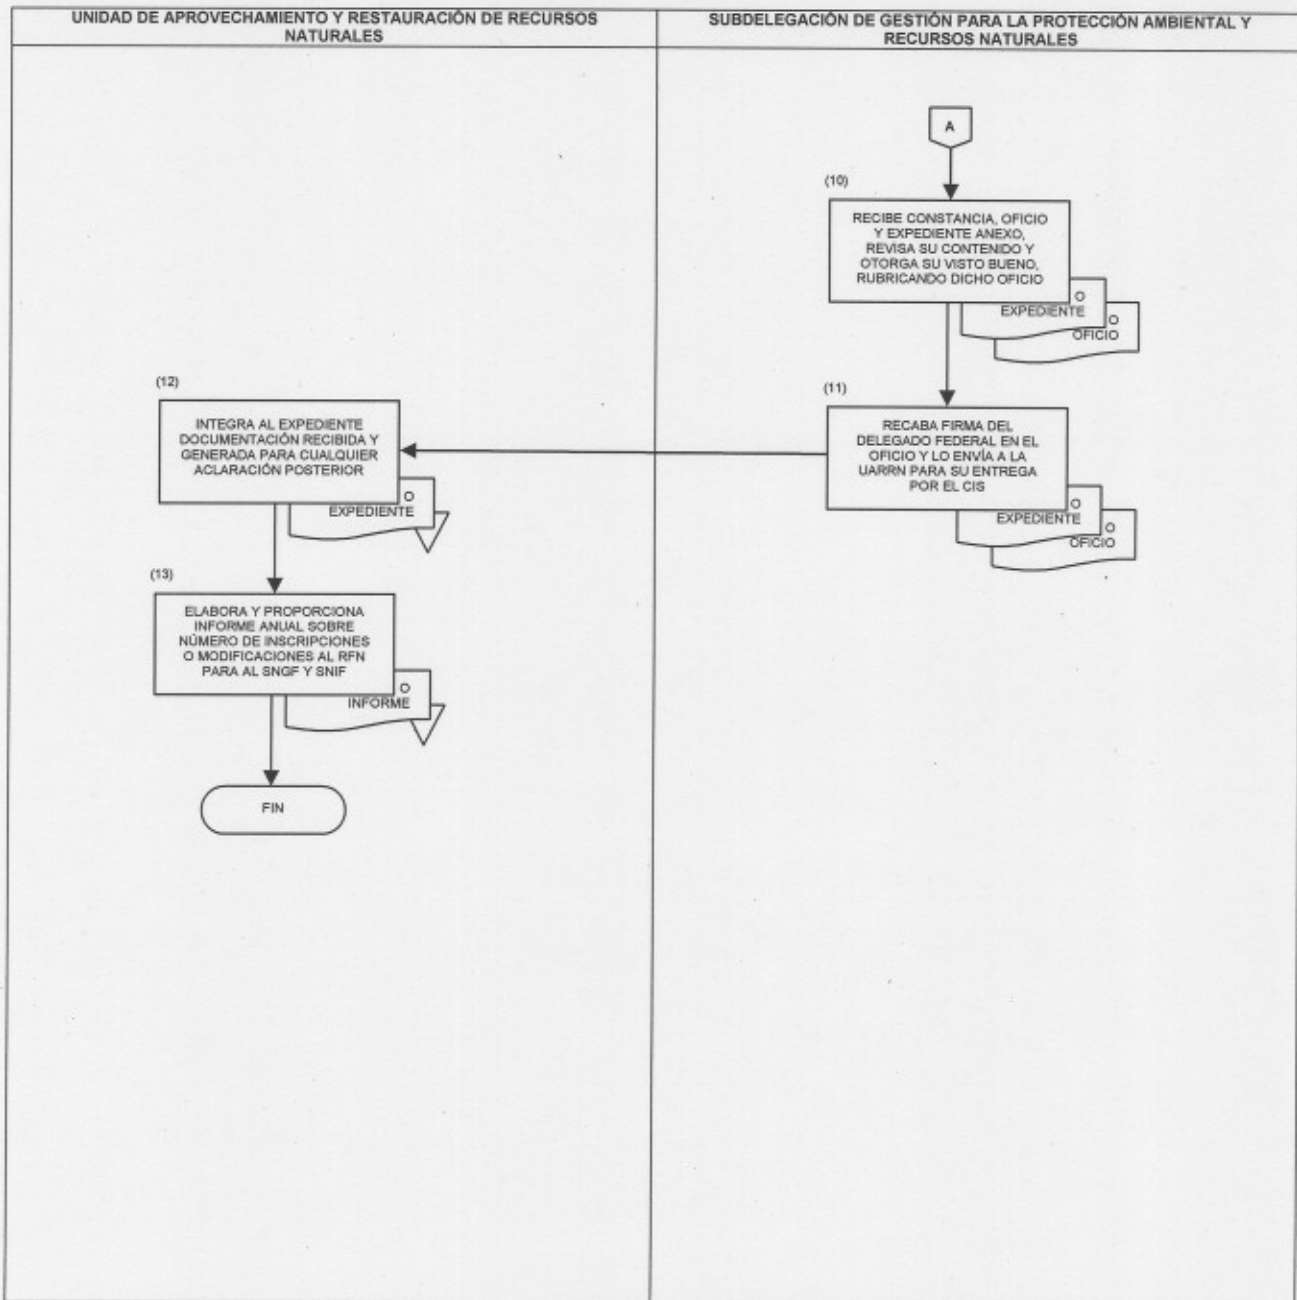 UNIDAD DE APROVECHAMIENTO Y RESTAURACIÓN DE RECURSOS
NATURALES
SUBDELEGACIÓN DE GESTIÓN PARA LA PROTECCIÓN AMBIENTAL Y
RECURSOS NATURALES
A
(10)
RECIBE CONSTANCIA, OFICIO
Y EXPEDIENTE ANEXO,
REVISA SU CONTENIDO Y
OTORGA SU VISTO BUENO,
RUBRICANDO DICHO OFICIO
O
EXPEDIENTE
O
OFICIO
(11)
RECABA FIRMA DEL
DELEGADO FEDERAL EN EL
OFICIO Y LO ENVÍA A LA
UARRN PARA SU ENTREGA
POR EL CIS
O
EXPEDIENTE
O
OFICIO
(12)
INTEGRA AL EXPEDIENTE
DOCUMENTACIÓN RECIBIDA Y
GENERADA PARA CUALQUIER
ACLARACIÓN POSTERIOR
O
EXPEDIENTE
(13)
ELABORA Y PROPORCIONA
INFORME ANUAL SOBRE
NÚMERO DE INSCRIPCIONES
O MODIFICACIONES AL RFN
PARA AL SNGF Y SNIF
O
INFORME
FIN